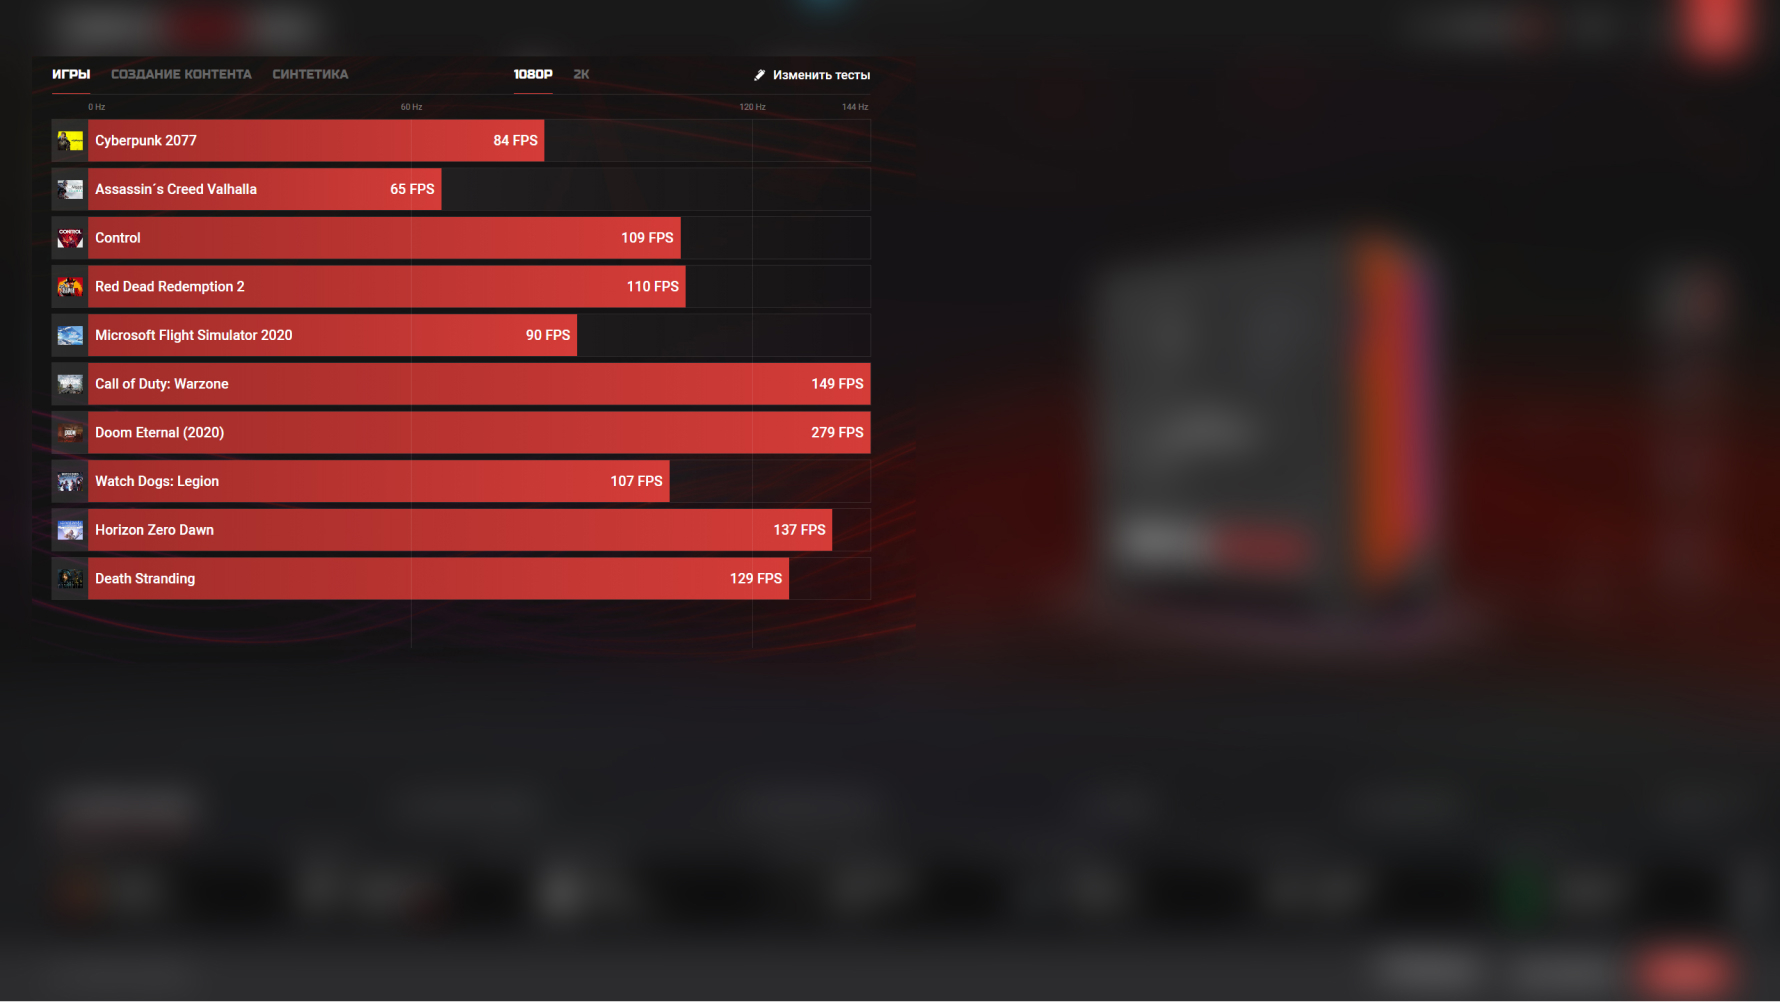 ИГРЫ СОЗДАНИЕ КОНТЕНТА СИНТЕТИКА 1080P 2K Изменить тесты
0 Hz 60 Hz 120 Hz 144 Hz
Cyberpunk 2077 84 FPS
Assassin´s Creed Valhalla 65 FPS
CONTROL Control 109 FPS
Red Dead Redemption 2 110 FPS
Microsoft Flight Simulator 2020 90 FPS
Call of Duty: Warzone 149 FPS
Doom Eternal (2020) 279 FPS
Watch Dogs: Legion 107 FPS
Horizon Zero Dawn 137 FPS
Death Stranding 129 FPS